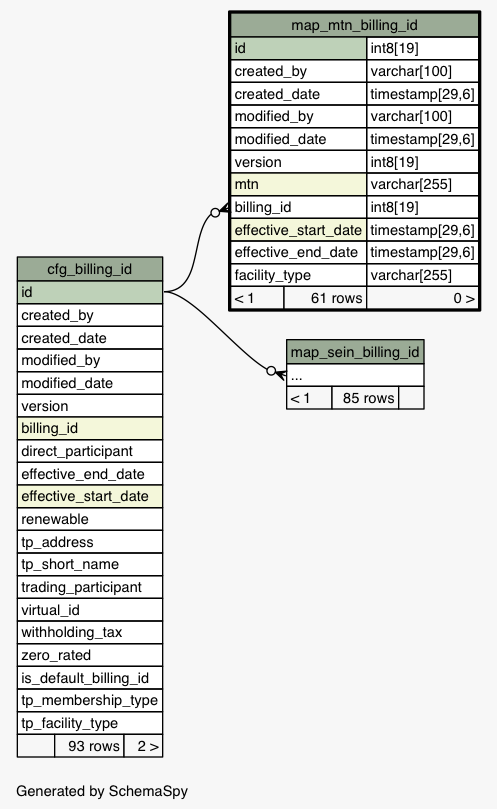 map_mtn_billing_id
id int8[19]
created_by varchar[100]
created_date timestamp[29,6]
modified_by varchar[100]
modified_date timestamp[29,6]
version int8[19]
mtn varchar[255]
billing_id int8[19]
effective_start_date timestamp[29,6]
effective_end_date timestamp[29,6]
facility_type varchar[255]
< 1 61 rows 0 >
cfg_billing_id
id
created_by
created_date
modified_by
modified_date
version
billing_id
direct_participant
effective_end_date
effective_start_date
renewable
tp_address
tp_short_name
trading_participant
virtual_id
withholding_tax
zero_rated
is_default_billing_id
tp_membership_type
tp_facility_type
93 rows 2 >
map_sein_billing_id
...
< 1 85 rows
Generated by SchemaSpy